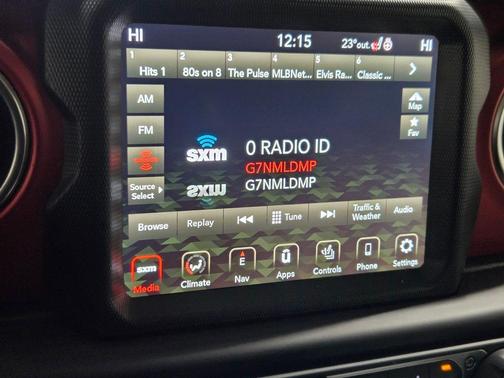 HI 12:15 23°out. HI
1 2 3 4 5 6
Hits 1 80s on 8 The Pulse MLBNet... Elvis Ra... Classic ...
AM
Map
FM
Fav
sxm
0 RADIO ID
G7NMLDMP
G7NMLDMP
Source Select
Browse Replay Tune Traffic & Weather Audio
sxm E ū
Media Climate Nav Apps Controls Phone Settings